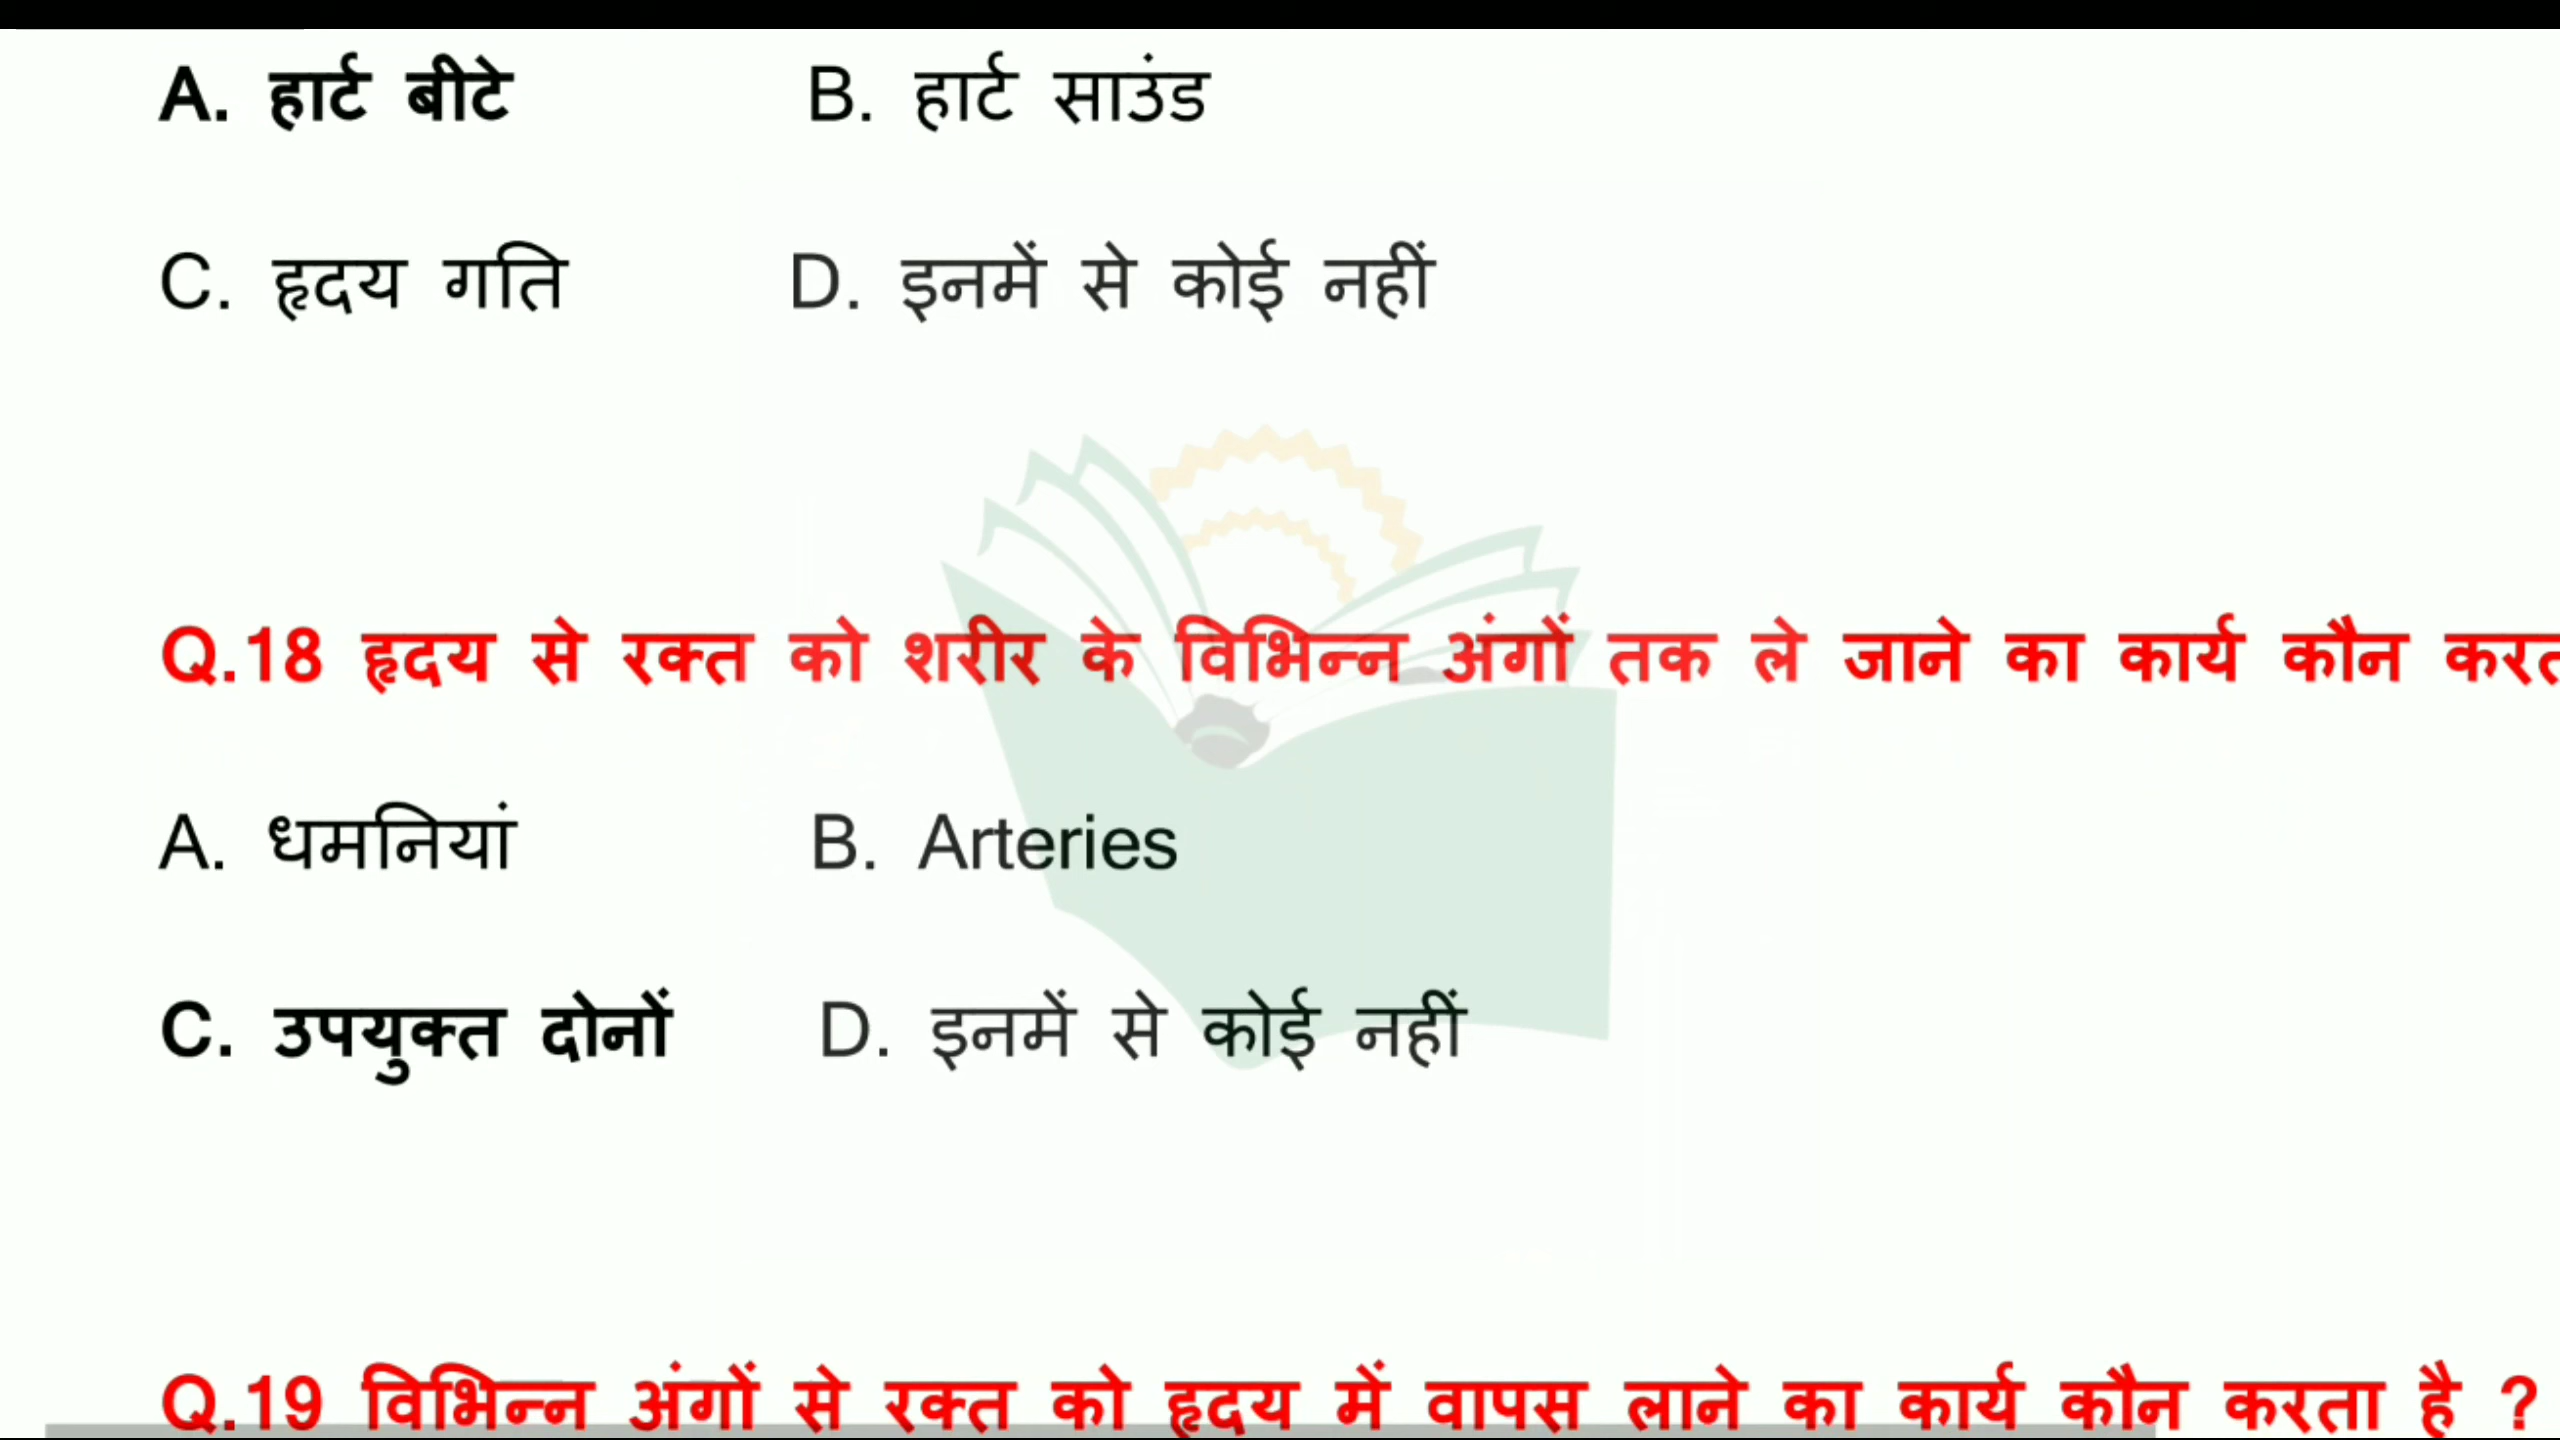 A. हार्ट बीटे B. हार्ट साउंड
C. हृदय गति D. इनमें से कोई नहीं
Q.18 हृदय से रक्त को शरीर के विभिन्न अंगों तक ले जाने का कार्य कौन करत
A. धमनियां B. Arteries
C. उपयुक्त दोनों D. इनमें से कोई नहीं
Q.19 विभिन्न अंगों से रक्त को हृदय में वापस लाने का कार्य कौन करता है ?